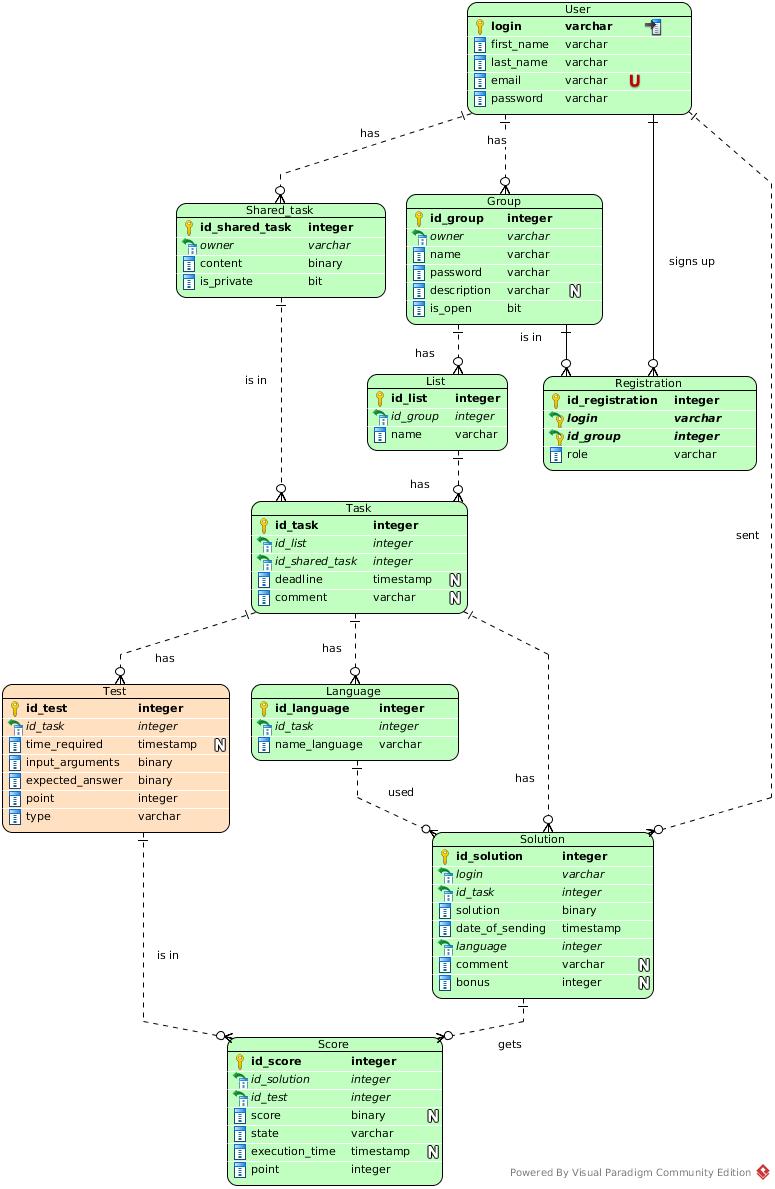 User
login varchar
first_name varchar
last_name varchar
email varchar U
password varchar
has
has
signs up
Shared_task
id_shared_task integer
owner varchar
content binary
is_private bit
Group
id_group integer
owner varchar
name varchar
password varchar
description varchar N
is_open bit
is in
has
is in
List
id_list integer
id_group integer
name varchar
Registration
id_registration integer
login varchar
id_group integer
role varchar
has
sent
Task
id_task integer
id_list integer
id_shared_task integer
deadline timestamp N
comment varchar N
has
has
has
Test
id_test integer
id_task integer
time_required timestamp N
input_arguments binary
expected_answer binary
point integer
type varchar
Language
id_language integer
id_task integer
name_language varchar
used
Solution
id_solution integer
login varchar
id_task integer
solution binary
date_of_sending timestamp
language integer
comment varchar N
bonus integer N
is in
gets
Score
id_score integer
id_solution integer
id_test integer
score binary N
state varchar
execution_time timestamp N
point integer
Powered By Visual Paradigm Community Edition